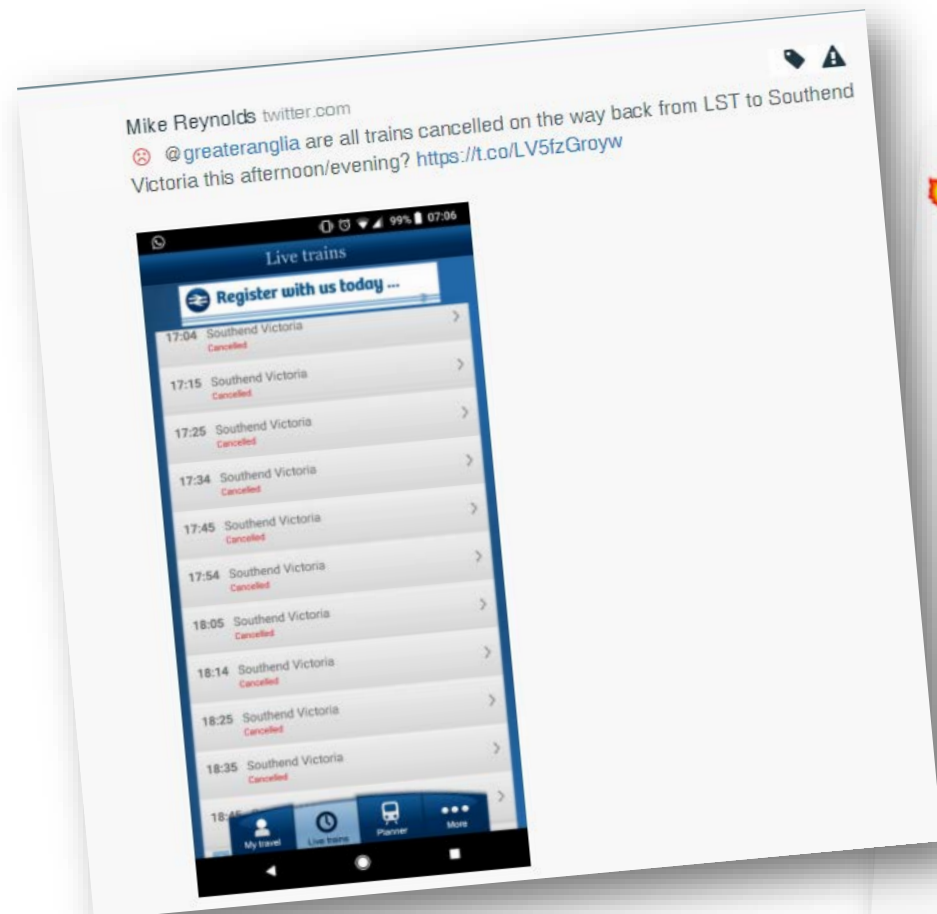 Mike Reynolds twitter.com
@greateranglia are all trains cancelled on the way back from LST to Southend
Victoria this afternoon/evening? https://t.co/LV5fzGroyw
99% 07:06
Live trains
Register with us today ...
17:04 Southend Victoria
Cancelled
17:15 Southend Victoria
Cancelled
17:25 Southend Victoria
Cancelled
17:34 Southend Victoria
Cancelled
17:45 Southend Victoria
Cancelled
17:54 Southend Victoria
Cancelled
18:05 Southend Victoria
Cancelled
18:14 Southend Victoria
Cancelled
18:25 Southend Victoria
Cancelled
18:35 Southend Victoria
Cancelled
My travel Live trains Planner More